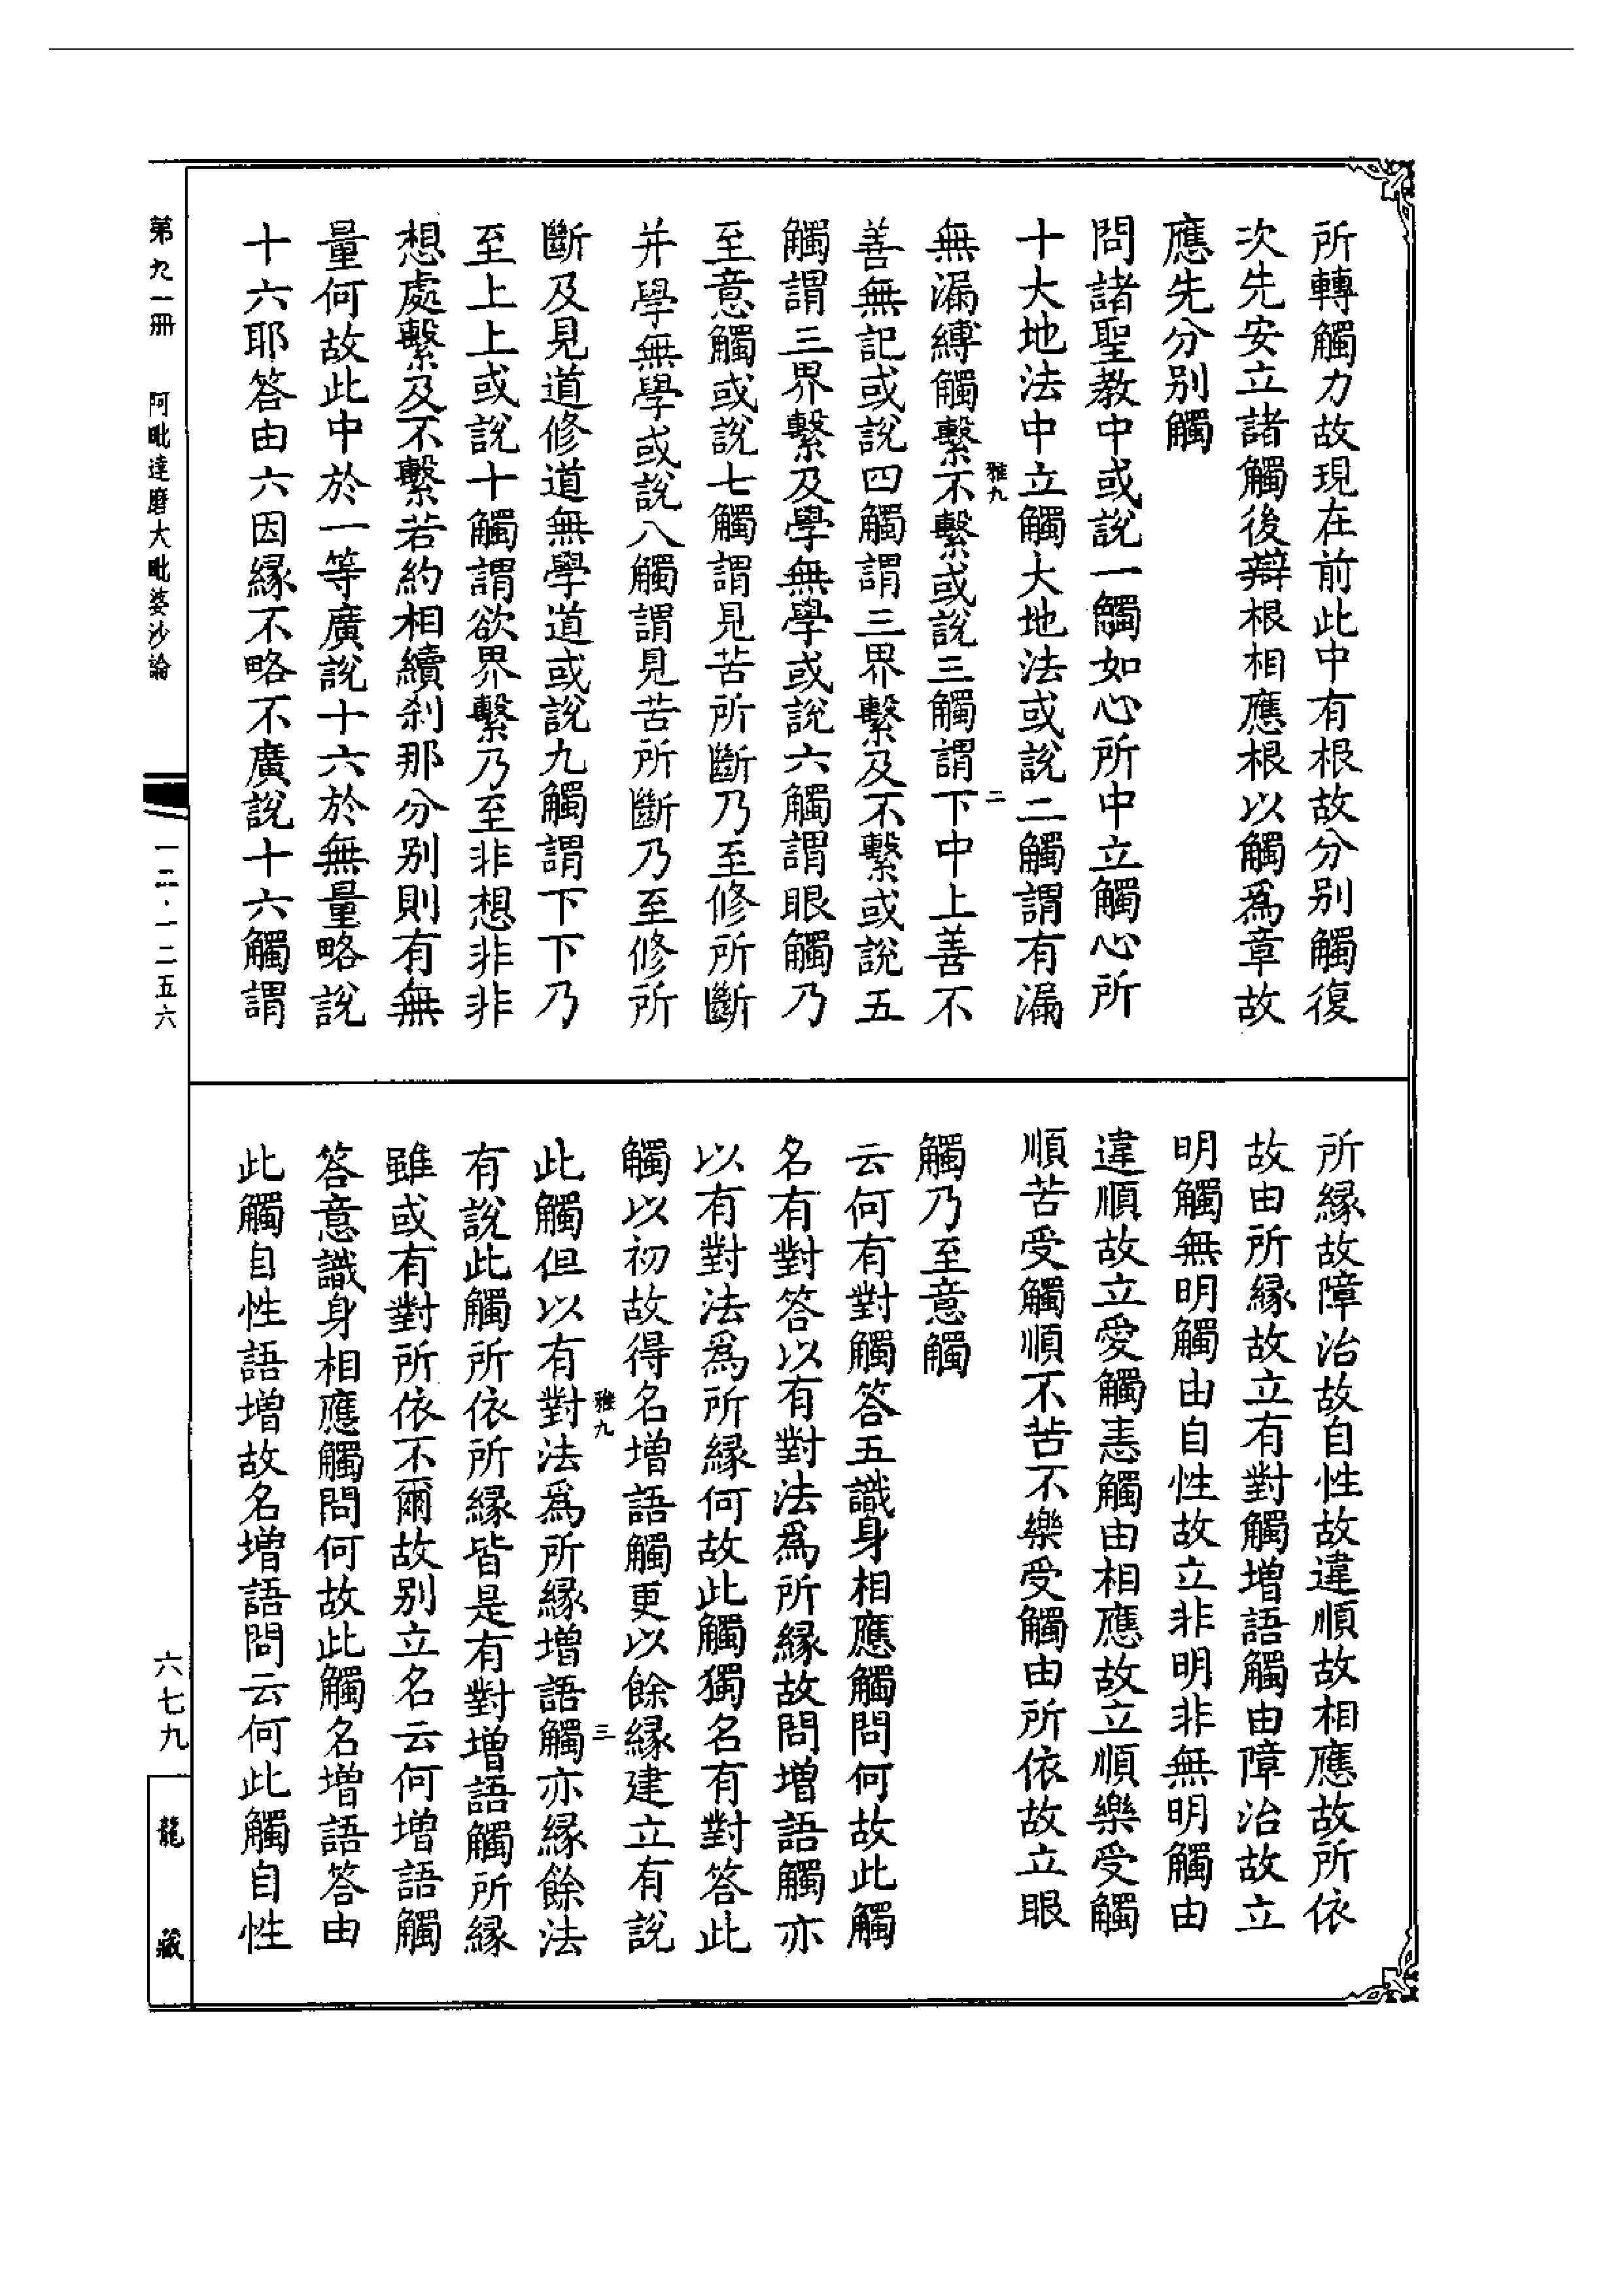 所轉觸力故現在前此中有根故分别觸復
次先安立諸觸後辯根相應根以觸爲章故
應先分别觸
問諸聖教中或說一觸如心所中立觸心所
十大地法中立觸大地法或說二觸謂有漏
無漏縛觸繫不繫或說三觸謂下中上善不
雅九
二
善無記或說四觸謂三界繫及不繫或說五
觸謂三界繫及學無學或說六觸謂眼觸乃
至意觸或說七觸謂見苦所斷乃至修所斷
并學無學或說八觸謂見苦所斷乃至修所
斷及見道修道無學道或說九觸謂下下乃
至上上或說十觸謂欲界繫乃至非想非非
想處繫及不繫若約相續刹那分别則有無
量何故此中於一等廣說十六於無量略說
十六耶答由六因緣不略不廣說十六觸謂
所緣故障治故自性故違順故相應故所依
故由所緣故立有對觸增語觸由障治故立
明觸無明觸由自性故立非明非無明觸由
違順故立愛觸恚觸由相應故立順樂受觸
順苦受觸順不苦不樂受觸由所依故立眼
觸乃至意觸
云何有對觸答五識身相應觸問何故此觸
名有對答以有對法爲所緣故問增語觸亦
以有對法爲所緣何故此觸獨名有對答此
觸以初故得名增語觸更以餘緣建立有說
雅九
三
此觸但以有對法爲所緣增語觸亦緣餘法
有說此觸所依所緣皆是有對增語觸所緣
雖或有對所依不爾故别立名云何增語觸
答意識身相應觸問何故此觸名增語答由
此觸自性語增故名增語問云何此觸自性
第九一册 阿毗達磨大毗婆沙論
一二·一二五六
六七九
龍藏